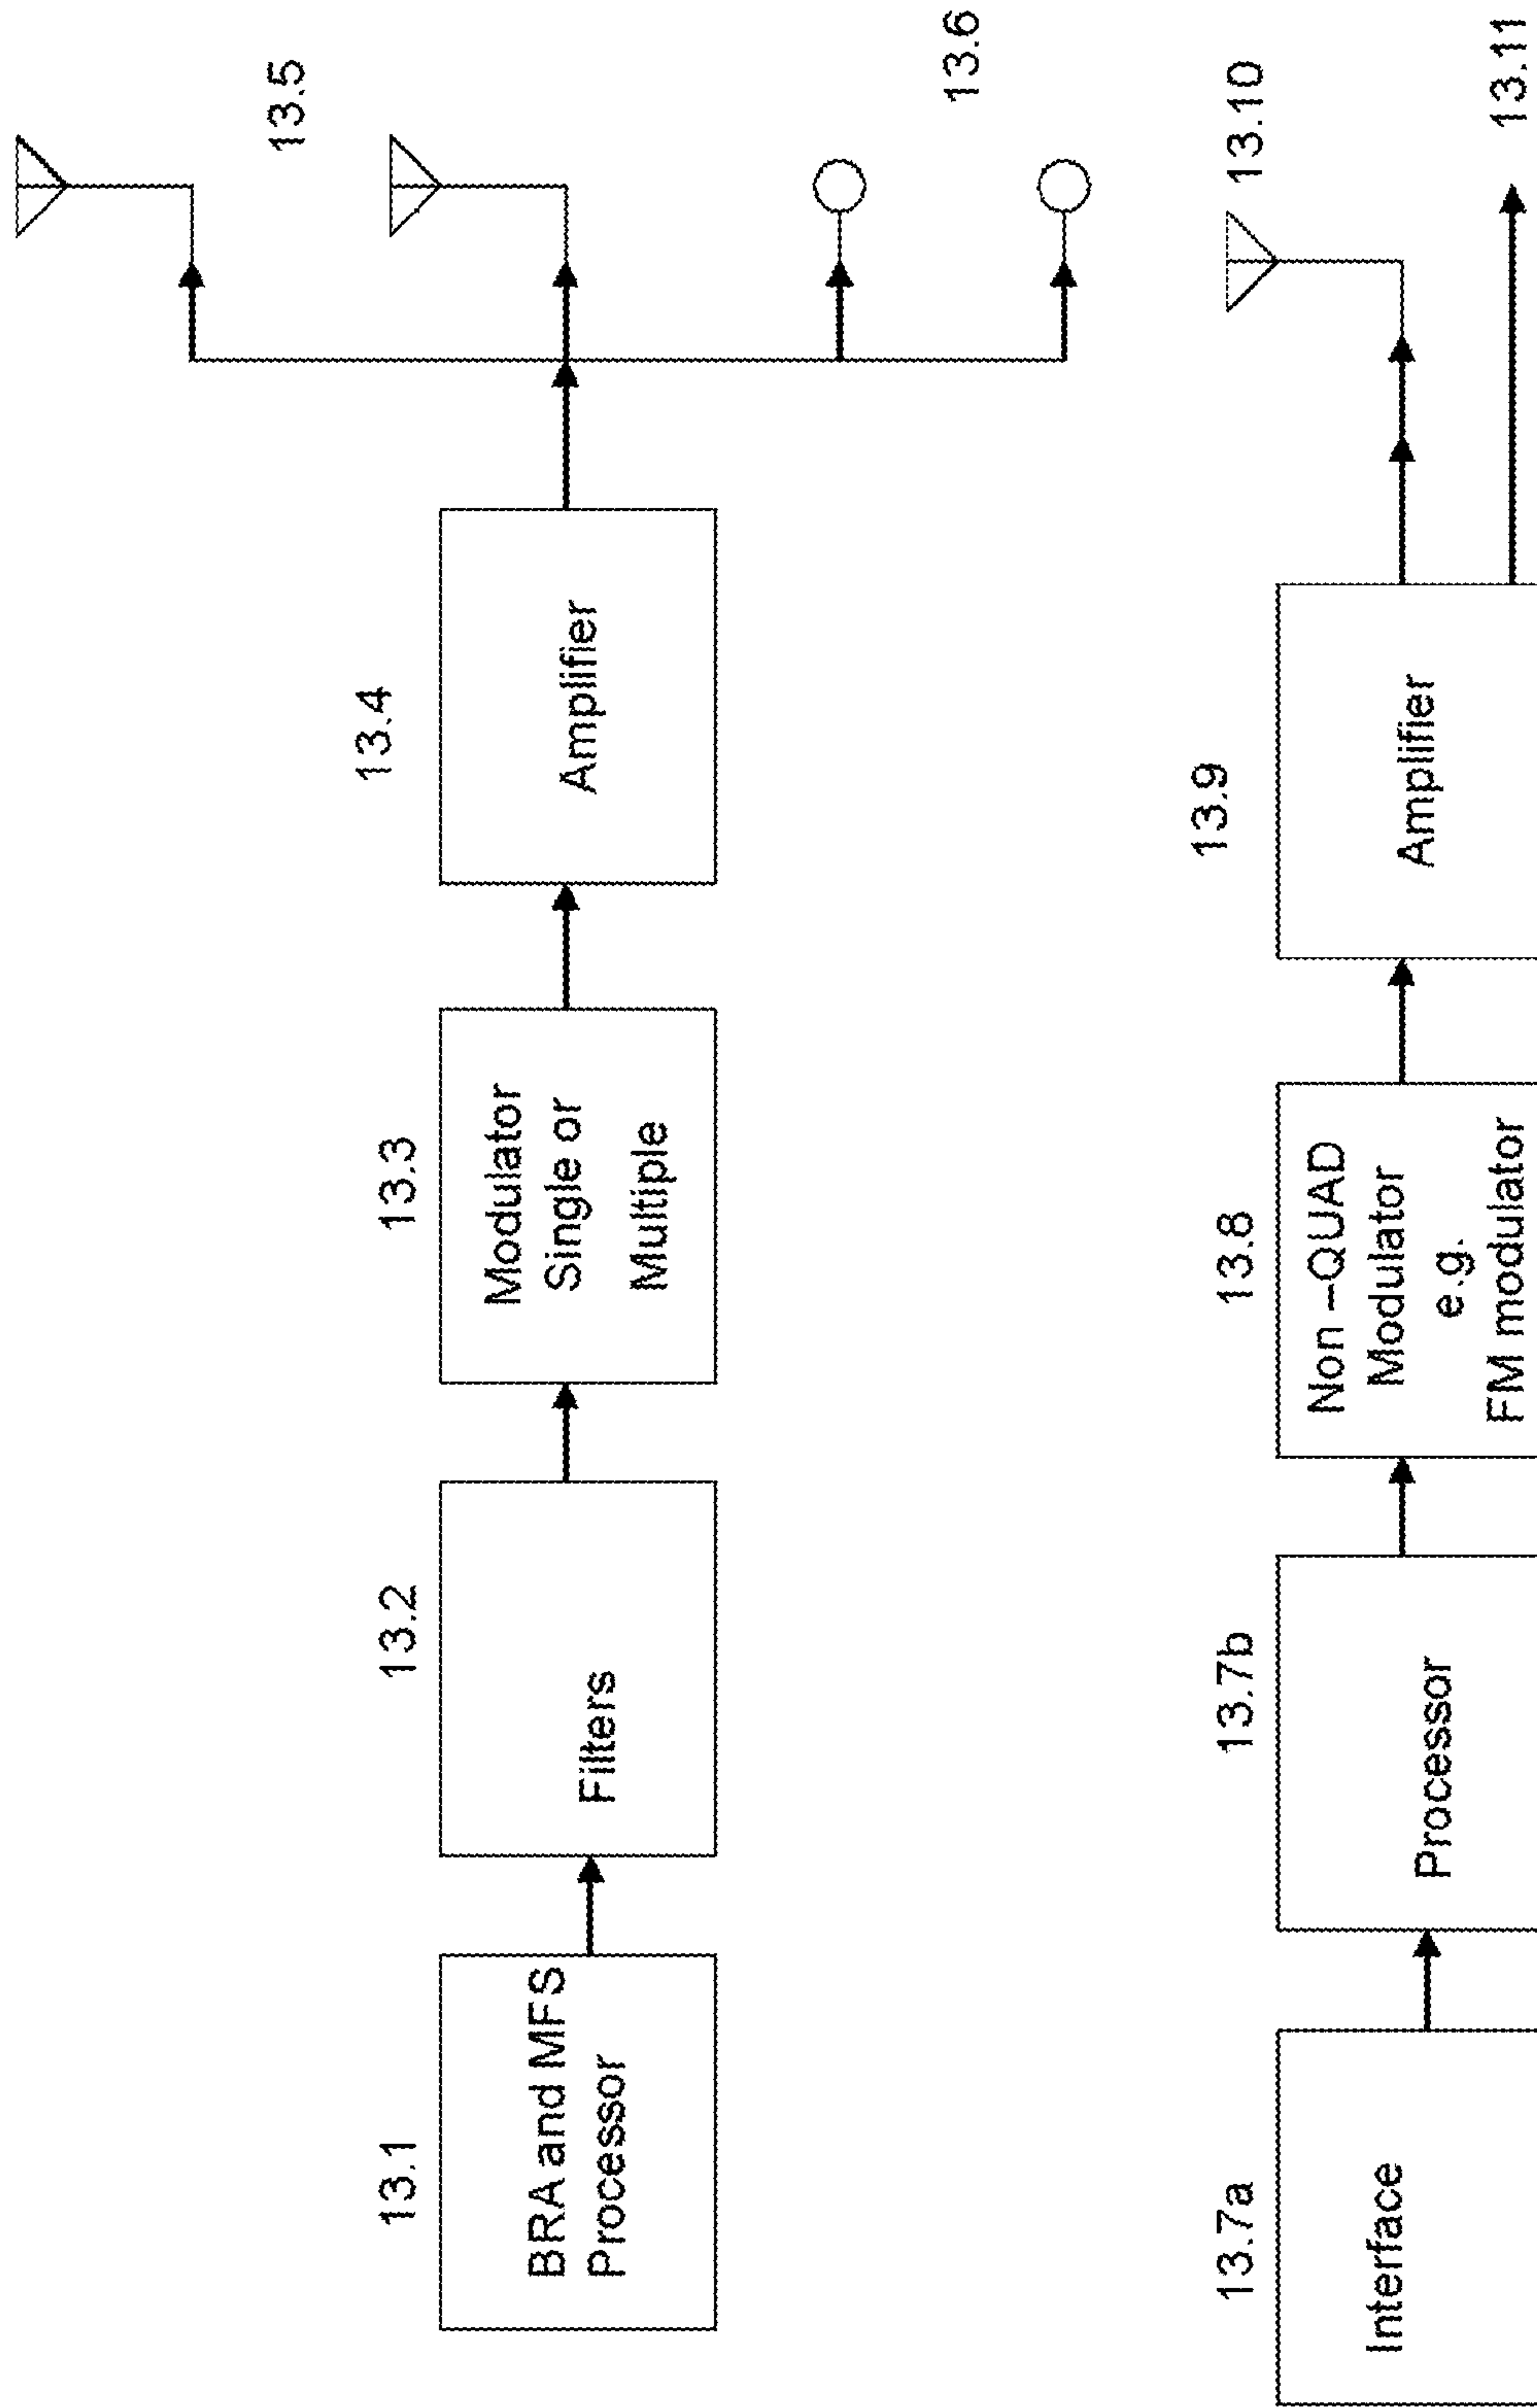 13.1
BRA and MFS
Processor
13.2
Filters
13.3
Modulator
Single or
Multiple
13.4
Amplifier
13.5
13.6
13.7a
Interface
13.7b
Processor
13.8
Non –QUAD
Modulator
e.g.
FM modulator
13.9
Amplifier
13.10
13.11